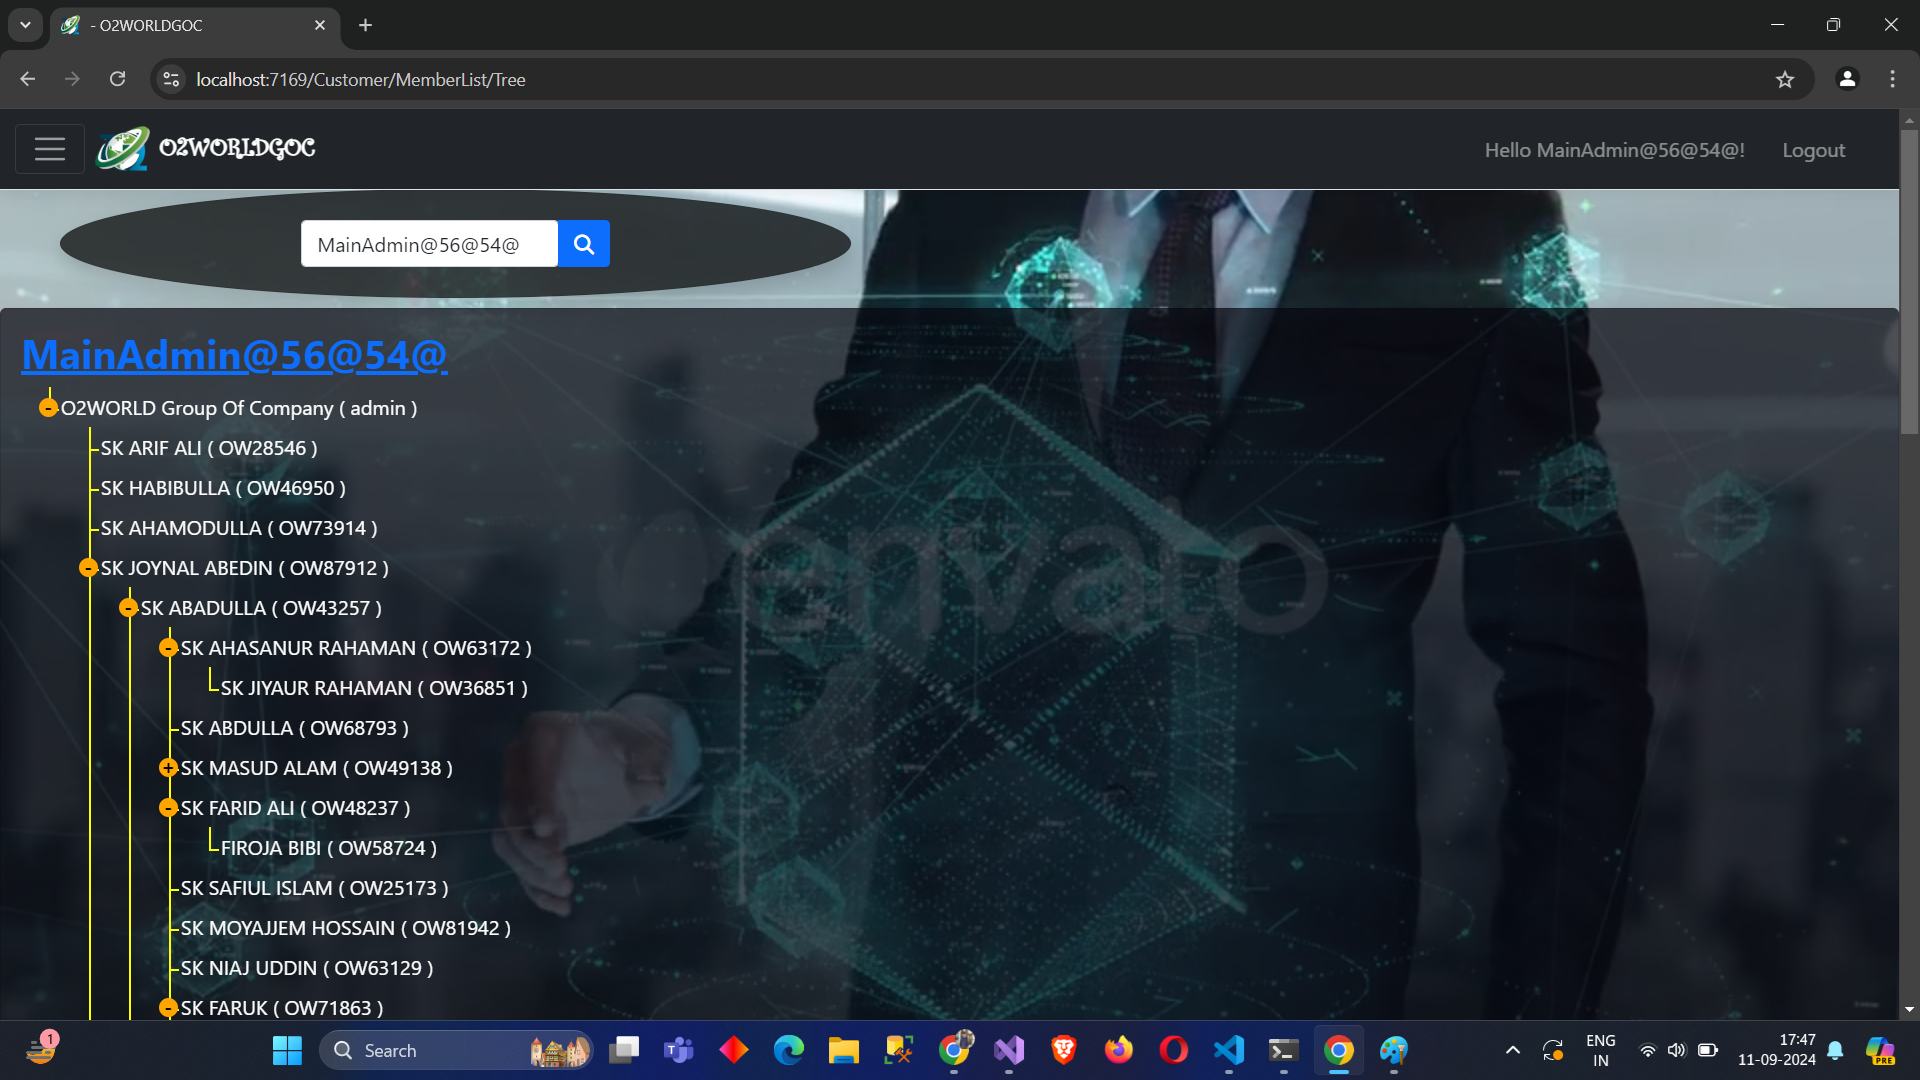 - O2WORLDGOC
localhost:7169/Customer/MemberList/Tree
O2WORLDGOC
Hello MainAdmin@56@54@! Logout
MainAdmin@56@54@
MainAdmin@56@54@
O2WORLD Group Of Company ( admin )
SK ARIF ALI ( OW28546 )
SK HABIBULLA ( OW46950 )
SK AHAMODULLA ( OW73914 )
SK JOYNAL ABEDIN ( OW87912 )
SK ABADULLA ( OW43257 )
SK AHASANUR RAHAMAN ( OW63172 )
SK JIYAUR RAHAMAN ( OW36851 )
SK ABDULLA ( OW68793 )
SK MASUD ALAM ( OW49138 )
SK FARID ALI ( OW48237 )
FIROJA BIBI ( OW58724 )
SK SAFIUL ISLAM ( OW25173 )
SK MOYAJJEM HOSSAIN ( OW81942 )
SK NIAJ UDDIN ( OW63129 )
SK FARUK ( OW71863 )
envato
1
Search
ENG
IN
17:47
11-09-2024
PRE